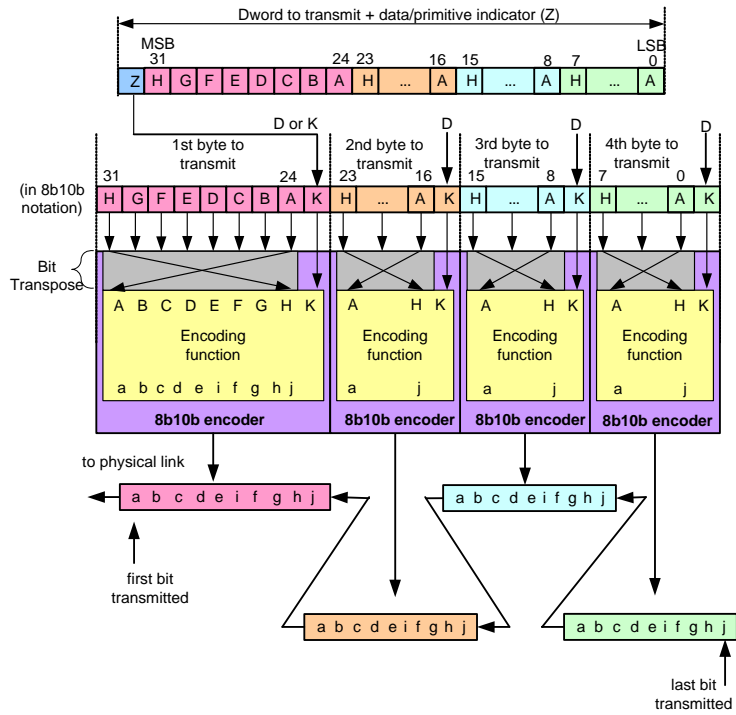 Dword to transmit + data/primitive indicator (Z)
MSB LSB
31 24 23 16 15 8 7 0
Z H G F E D C B A H ... A H ... A H ... A
D or K D D D
1st byte to transmit
2nd byte to transmit
3rd byte to transmit
4th byte to transmit
31 24 23 16 15 8 7 0
(in 8b10b notation)
H G F E D C B A K H ... A K H ... A K H ... A K
Bit Transpose
A B C D E F G H K A H K A H K A H K
Encoding function
Encoding function
Encoding function
Encoding function
a b c d e i f g h j a j a j a j
8b10b encoder 8b10b encoder 8b10b encoder 8b10b encoder
to physical link
a b c d e i f g h j
a b c d e i f g h j
first bit transmitted
a b c d e i f g h j
a b c d e i f g h j
last bit transmitted